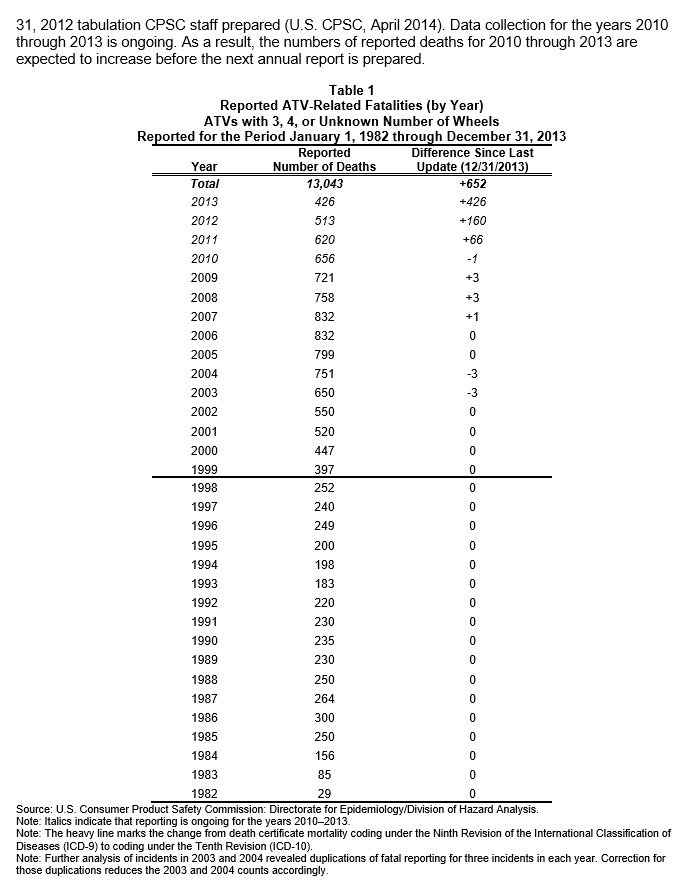 31, 2012 tabulation CPSC staff prepared (U.S. CPSC, April 2014). Data collection for the years 2010
through 2013 is ongoing. As a result, the numbers of reported deaths for 2010 through 2013 are
expected to increase before the next annual report is prepared.
Table 1
Reported ATV-Related Fatalities (by Year)
ATVs with 3, 4, or Unknown Number of Wheels
Reported for the Period January 1, 1982 through December 31, 2013
Year Reported Number of Deaths Difference Since Last Update (12/31/2013)
Total 13,043 +652
2013 426 +426
2012 513 +160
2011 620 +66
2010 656 -1
2009 721 +3
2008 758 +3
2007 832 +1
2006 832 0
2005 799 0
2004 751 -3
2003 650 -3
2002 550 0
2001 520 0
2000 447 0
1999 397 0
1998 252 0
1997 240 0
1996 249 0
1995 200 0
1994 198 0
1993 183 0
1992 220 0
1991 230 0
1990 235 0
1989 230 0
1988 250 0
1987 264 0
1986 300 0
1985 250 0
1984 156 0
1983 85 0
1982 29 0
Source: U.S. Consumer Product Safety Commission: Directorate for Epidemiology/Division of Hazard Analysis.
Note: Italics indicate that reporting is ongoing for the years 2010–2013.
Note: The heavy line marks the change from death certificate mortality coding under the Ninth Revision of the International Classification of
Diseases (ICD-9) to coding under the Tenth Revision (ICD-10).
Note: Further analysis of incidents in 2003 and 2004 revealed duplications of fatal reporting for three incidents in each year. Correction for
those duplications reduces the 2003 and 2004 counts accordingly.